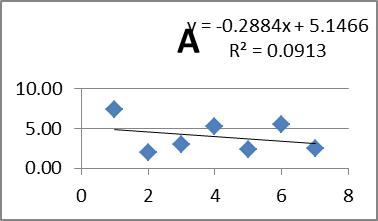 y = -0.2884x + 5.1466
R² = 0.0913
A
10.00
5.00
0.00
0 2 4 6 8